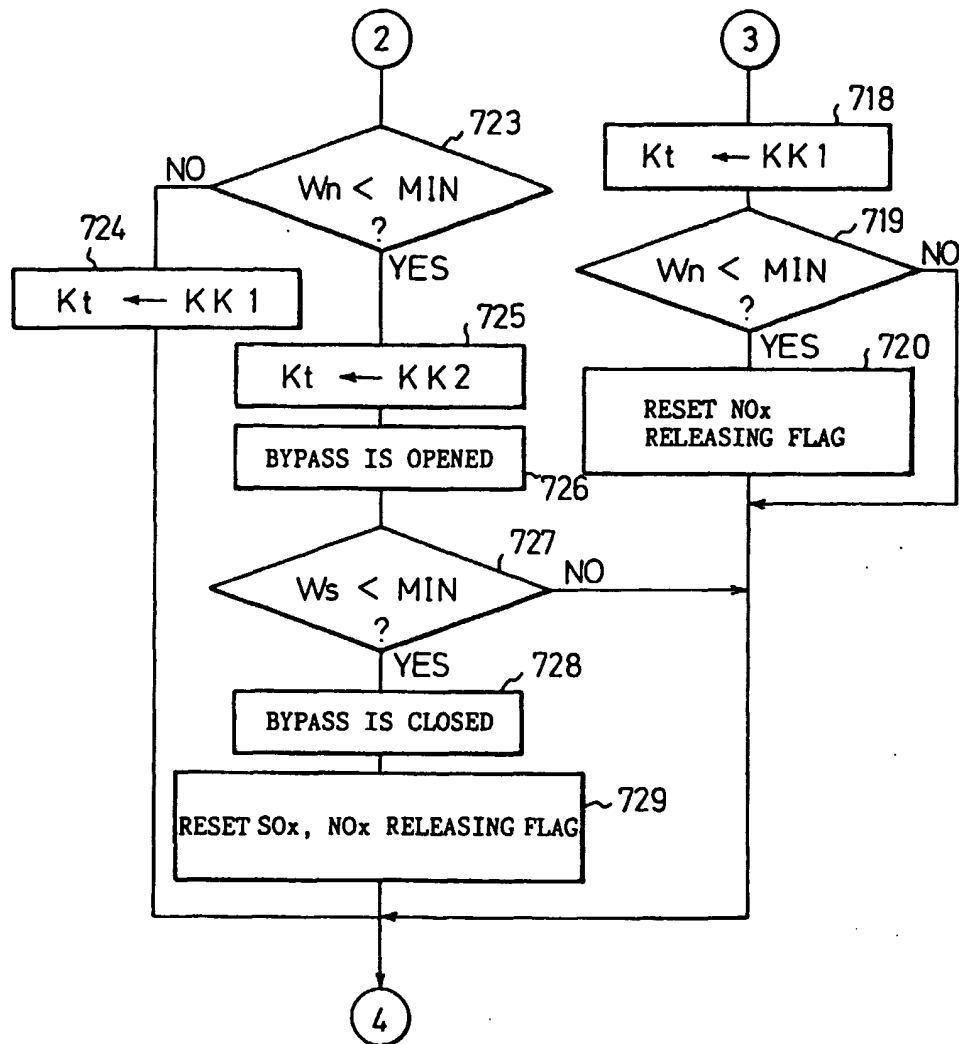 2
3
718
Kt ← KK1
723
NO
Wn < MIN
?
YES
719
NO
Wn < MIN
?
YES
724
Kt ← KK1
725
Kt ← KK2
720
RESET NOx
RELEASING FLAG
BYPASS IS OPENED
726
727
Ws < MIN
?
NO
YES
728
BYPASS IS CLOSED
729
RESET SOx, NOx RELEASING FLAG
4